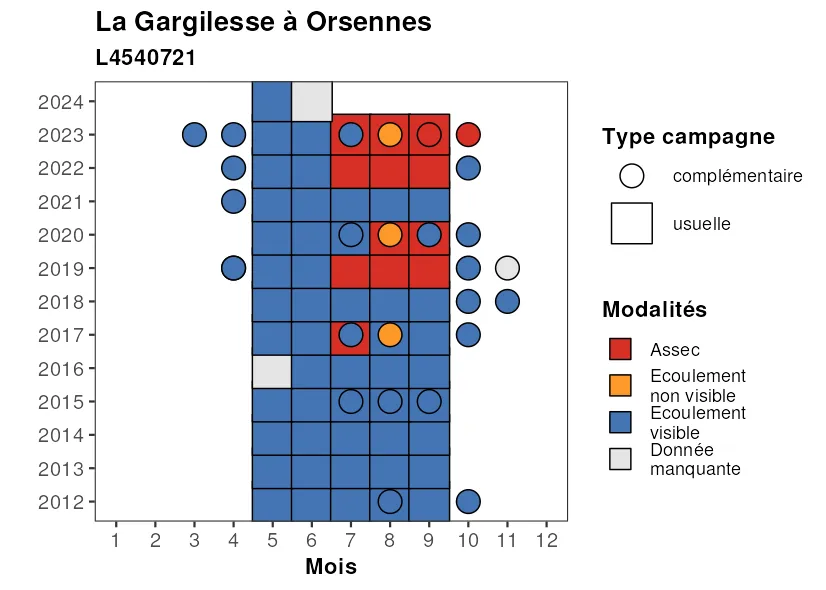 La Gargilesse à Orsennes
L4540721
2024
2023
2022
2021
2020
2019
2018
2017
2016
2015
2014
2013
2012
1 2 3 4 5 6 7 8 9 10 11 12
Mois
Type campagne
complémentaire
usuelle
Modalités
Assec
Ecoulement
non visible
Ecoulement
visible
Donnée
manquante